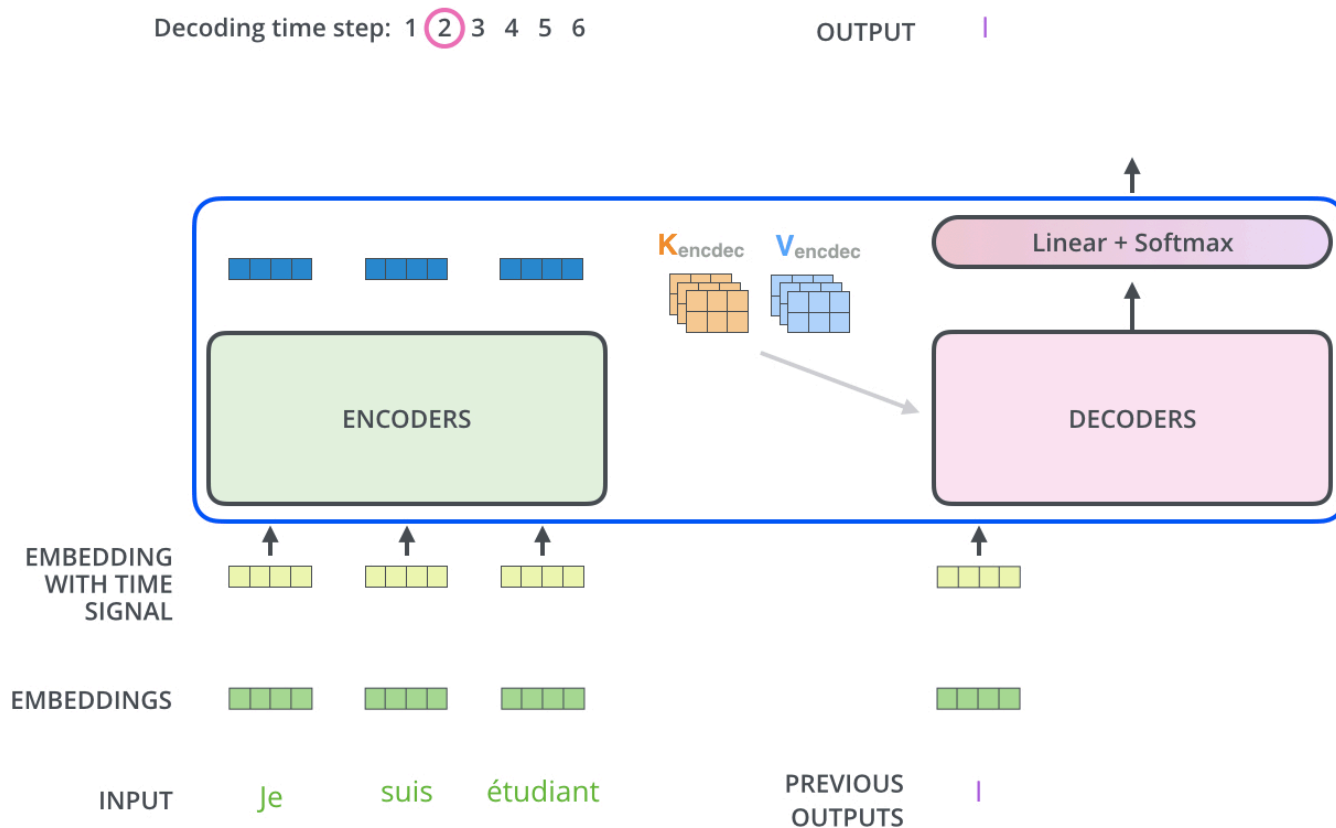 Decoding time step: 1 2 3 4 5 6
OUTPUT I
Kencdec Vencdec
Linear + Softmax
ENCODERS
DECODERS
EMBEDDING
WITH TIME
SIGNAL
EMBEDDINGS
INPUT Je suis étudiant
PREVIOUS
OUTPUTS
I